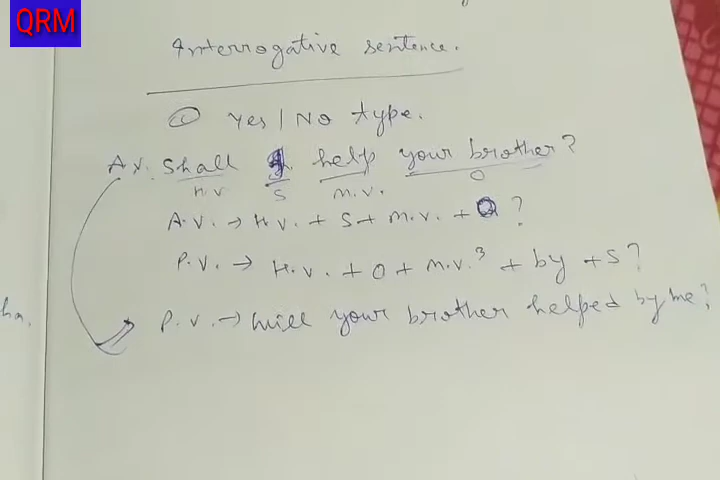 QRM
Interrogative sentence.
① Yes / No type.
A.V. Shall I help your brother?
H.V S M.V. O
A.V. → H.V. + S + M.V. + O ?
P.V. → H.V. + O + M.V.³ + by + S ?
ha.
P.V. → Will your brother helped by me?